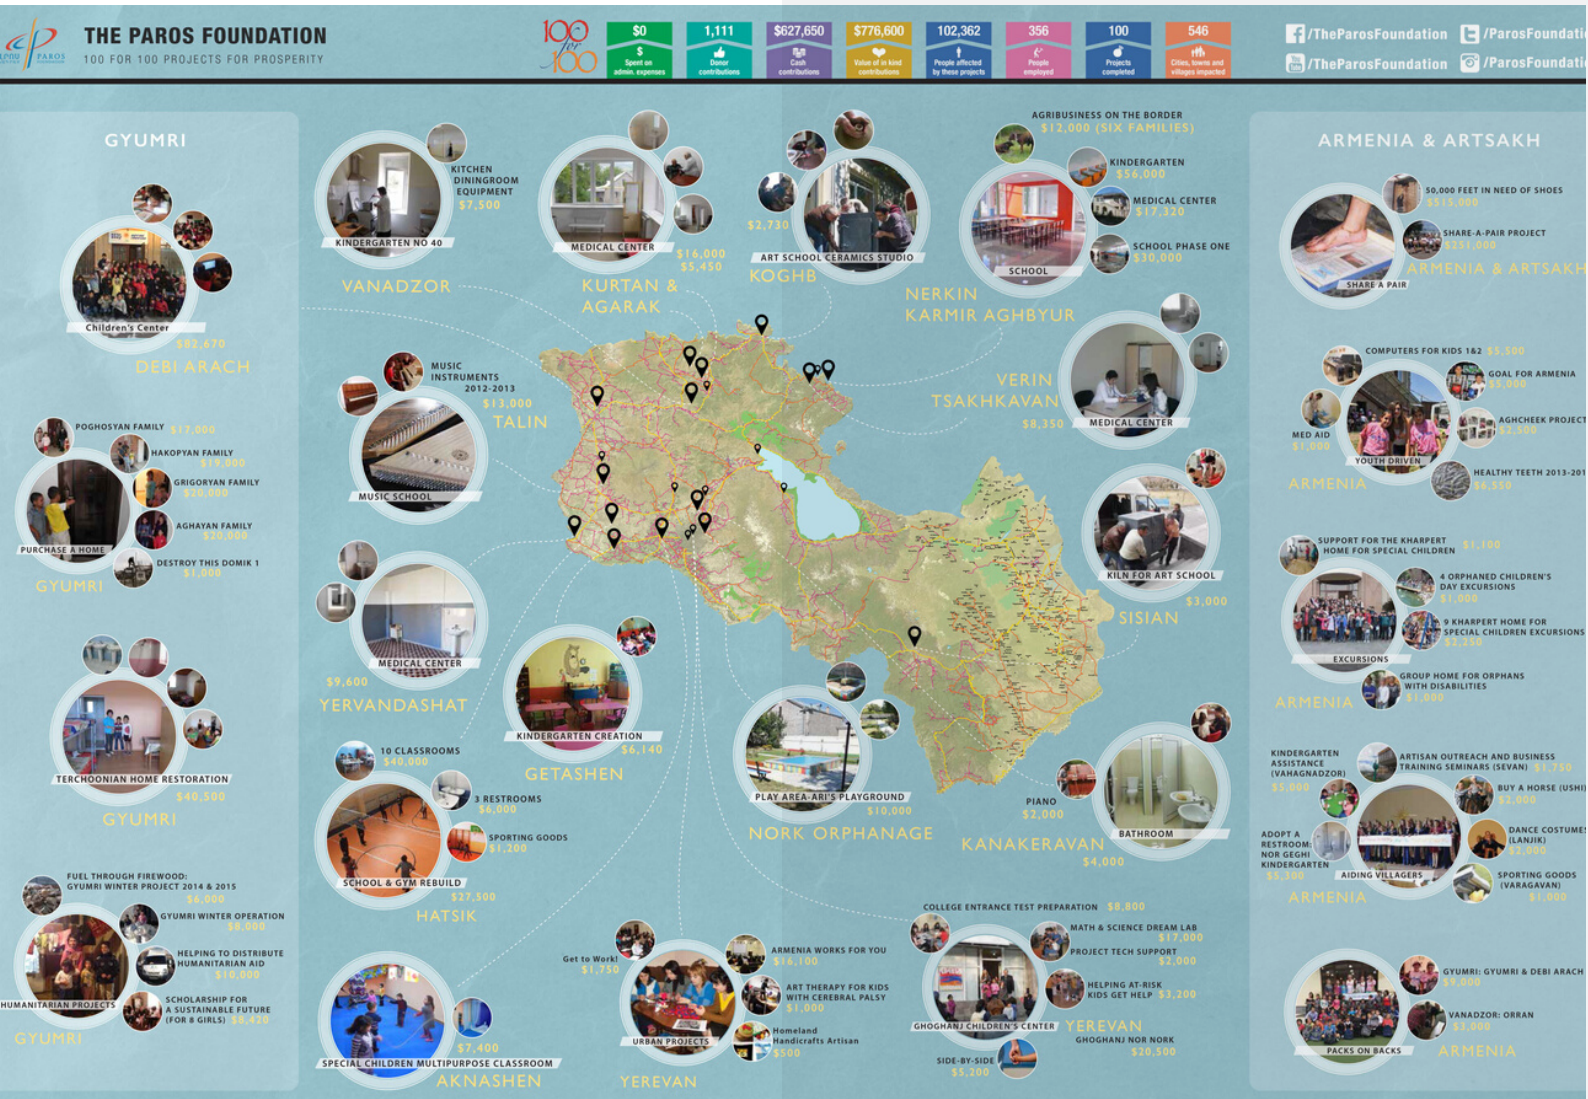 PAROS
THE PAROS FOUNDATION
100 FOR 100 PROJECTS FOR PROSPERITY
100
for
100
$0
$
Spent on
admin. expenses
1,111
Donor
contributions
$627,650
Cash
contributions
$776,600
Value of in kind
contributions
102,362
People affected
by these projects
356
People
employed
100
Projects
completed
546
Cities, towns and
villages impacted
/TheParosFoundation
/ParosFoundati
/TheParosFoundation
/ParosFoundati
GYUMRI
Children's Center
$82,670
DEBI ARACH
POGHOSYAN FAMILY $17,000
HAKOPYAN FAMILY
$19,000
GRIGORYAN FAMILY
$20,000
AGHAYAN FAMILY
$20,000
PURCHASE A HOME
DESTROY THIS DOMIK 1
$1,000
GYUMRI
TERCHOONIAN HOME RESTORATION
$40,500
GYUMRI
FUEL THROUGH FIREWOOD:
GYUMRI WINTER PROJECT 2014 & 2015
$6,000
GYUMRI WINTER OPERATION
$8,000
HELPING TO DISTRIBUTE
HUMANITARIAN AID
$10,000
HUMANITARIAN PROJECTS
SCHOLARSHIP FOR
A SUSTAINABLE FUTURE
(FOR 8 GIRLS) $8,420
GYUMRI
KITCHEN
DININGROOM
EQUIPMENT
$7,500
KINDERGARTEN NO 40
VANADZOR
MEDICAL CENTER
$16,000
$5,450
KURTAN &
AGARAK
$2,730
ART SCHOOL CERAMICS STUDIO
KOGHB
AGRIBUSINESS ON THE BORDER
$12,000 (SIX FAMILIES)
KINDERGARTEN
$56,000
MEDICAL CENTER
$17,320
SCHOOL PHASE ONE
$30,000
SCHOOL
NERKIN
KARMIR AGHBYUR
MUSIC
INSTRUMENTS
2012-2013
$13,000
TALIN
MUSIC SCHOOL
VERIN
TSAKHKAVAN
$8,350
MEDICAL CENTER
KILN FOR ART SCHOOL
$3,000
SISIAN
MEDICAL CENTER
$9,600
YERVANDASHAT
KINDERGARTEN CREATION
$6,140
GETASHEN
10 CLASSROOMS
$40,000
3 RESTROOMS
$6,000
SPORTING GOODS
$1,200
SCHOOL & GYM REBUILD
$27,500
HATSIK
PLAY AREA-ARI'S PLAYGROUND
$10,000
NORK ORPHANAGE
PIANO
$2,000
BATHROOM
KANAKERAVAN
$4,000
SPECIAL CHILDREN MULTIPURPOSE CLASSROOM
$7,400
AKNASHEN
Get to Work!
$1,750
ARMENIA WORKS FOR YOU
$16,100
ART THERAPY FOR KIDS
WITH CEREBRAL PALSY
$1,000
Homeland
Handicrafts Artisan
$500
URBAN PROJECTS
YEREVAN
COLLEGE ENTRANCE TEST PREPARATION $8,800
MATH & SCIENCE DREAM LAB
$17,000
PROJECT TECH SUPPORT
$2,000
HELPING AT-RISK
KIDS GET HELP $3,200
GHOGHANJ CHILDREN'S CENTER
YEREVAN
GHOGHANJ NOR NORK
$20,500
SIDE-BY-SIDE
$5,200
ARMENIA & ARTSAKH
50,000 FEET IN NEED OF SHOES
$515,000
SHARE-A-PAIR PROJECT
$251,000
ARMENIA & ARTSAKH
SHARE A PAIR
COMPUTERS FOR KIDS 1&2 $5,500
GOAL FOR ARMENIA
$5,000
AGHCHEEK PROJECT
$2,500
MED AID
$1,000
YOUTH DRIVEN
HEALTHY TEETH 2013-201
$6,550
ARMENIA
SUPPORT FOR THE KHARPERT
HOME FOR SPECIAL CHILDREN $1,100
4 ORPHANED CHILDREN'S
DAY EXCURSIONS
$1,000
9 KHARPERT HOME FOR
SPECIAL CHILDREN EXCURSIONS
$2,250
EXCURSIONS
GROUP HOME FOR ORPHANS
WITH DISABILITIES
$1,000
ARMENIA
KINDERGARTEN
ASSISTANCE
(VAHAGNADZOR)
$5,000
ARTISAN OUTREACH AND BUSINESS
TRAINING SEMINARS (SEVAN) $1,750
BUY A HORSE (USHI
$2,000
ADOPT A
RESTROOM:
NOR GEGHI
KINDERGARTEN
$5,300
DANCE COSTUMES
(LANJIK)
$2,000
AIDING VILLAGERS
SPORTING GOODS
(VARAGAVAN)
$1,000
ARMENIA
GYUMRI: GYUMRI & DEBI ARACH
$9,000
VANADZOR: ORRAN
$3,000
PACKS ON BACKS
ARMENIA